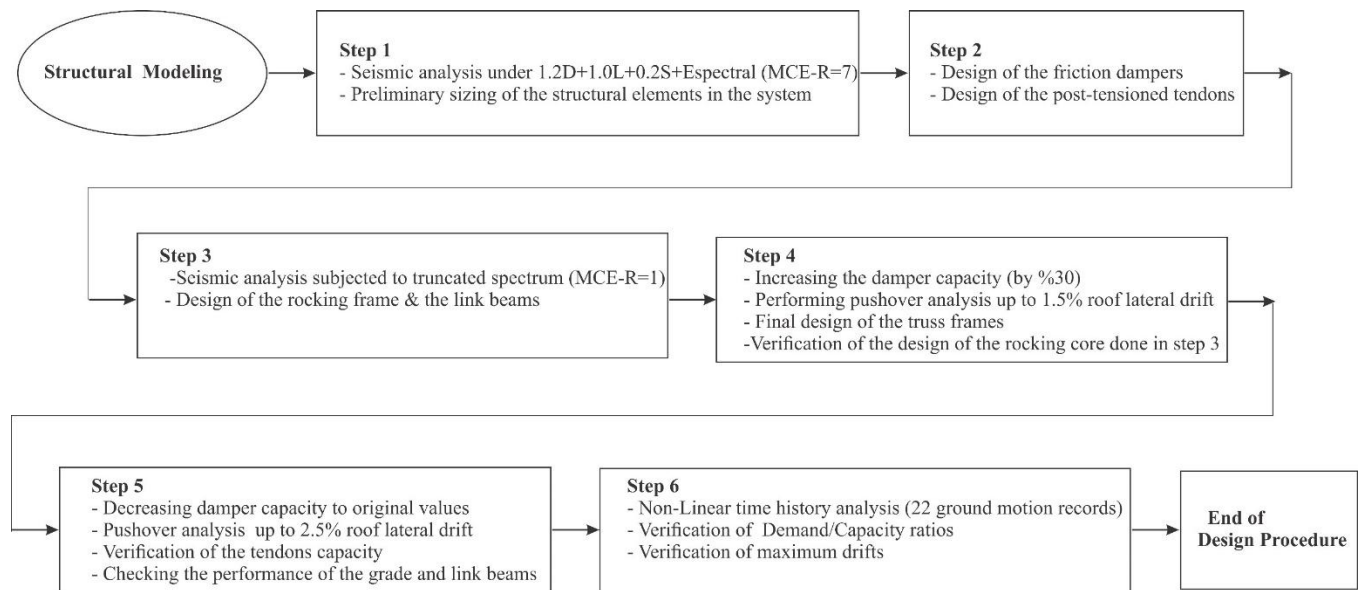 Structural Modeling
Step 1
- Seismic analysis under 1.2D+1.0L+0.2S+Espectral (MCE-R=7)
- Preliminary sizing of the structural elements in the system
Step 2
- Design of the friction dampers
- Design of the post-tensioned tendons
Step 3
-Seismic analysis subjected to truncated spectrum (MCE-R=1)
- Design of the rocking frame & the link beams
Step 4
- Increasing the damper capacity (by %30)
- Performing pushover analysis up to 1.5% roof lateral drift
- Final design of the truss frames
-Verification of the design of the rocking core done in step 3
Step 5
- Decreasing damper capacity to original values
- Pushover analysis up to 2.5% roof lateral drift
- Verification of the tendons capacity
- Checking the performance of the grade and link beams
Step 6
- Non-Linear time history analysis (22 ground motion records)
- Verification of Demand/Capacity ratios
- Verification of maximum drifts
End of
Design Procedure